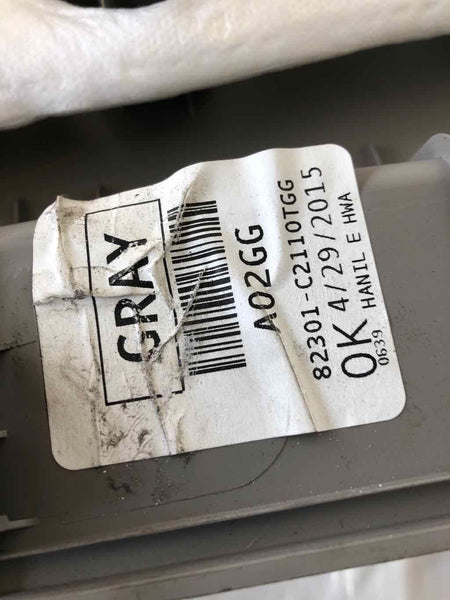 GRAY
A02GG
82301-C2110TGG
OK 4/29/2015
HANIL E HWA
0639